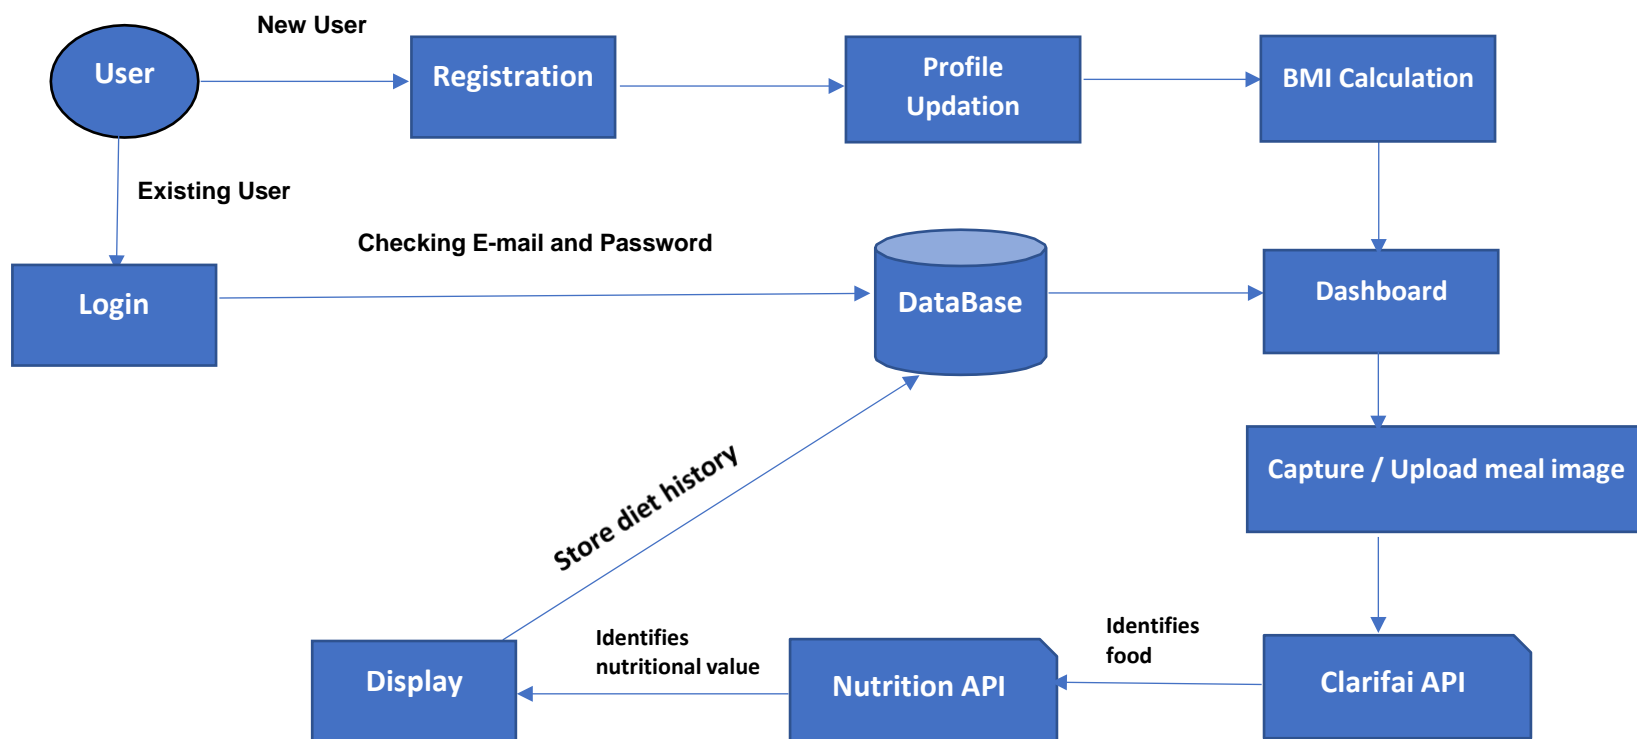 New User
User
Registration
Profile
Updation
BMI Calculation
Existing User
Checking E-mail and Password
Login
DataBase
Dashboard
Capture / Upload meal image
Store diet history
Identifies
nutritional value
Identifies
food
Display
Nutrition API
Clarifai API